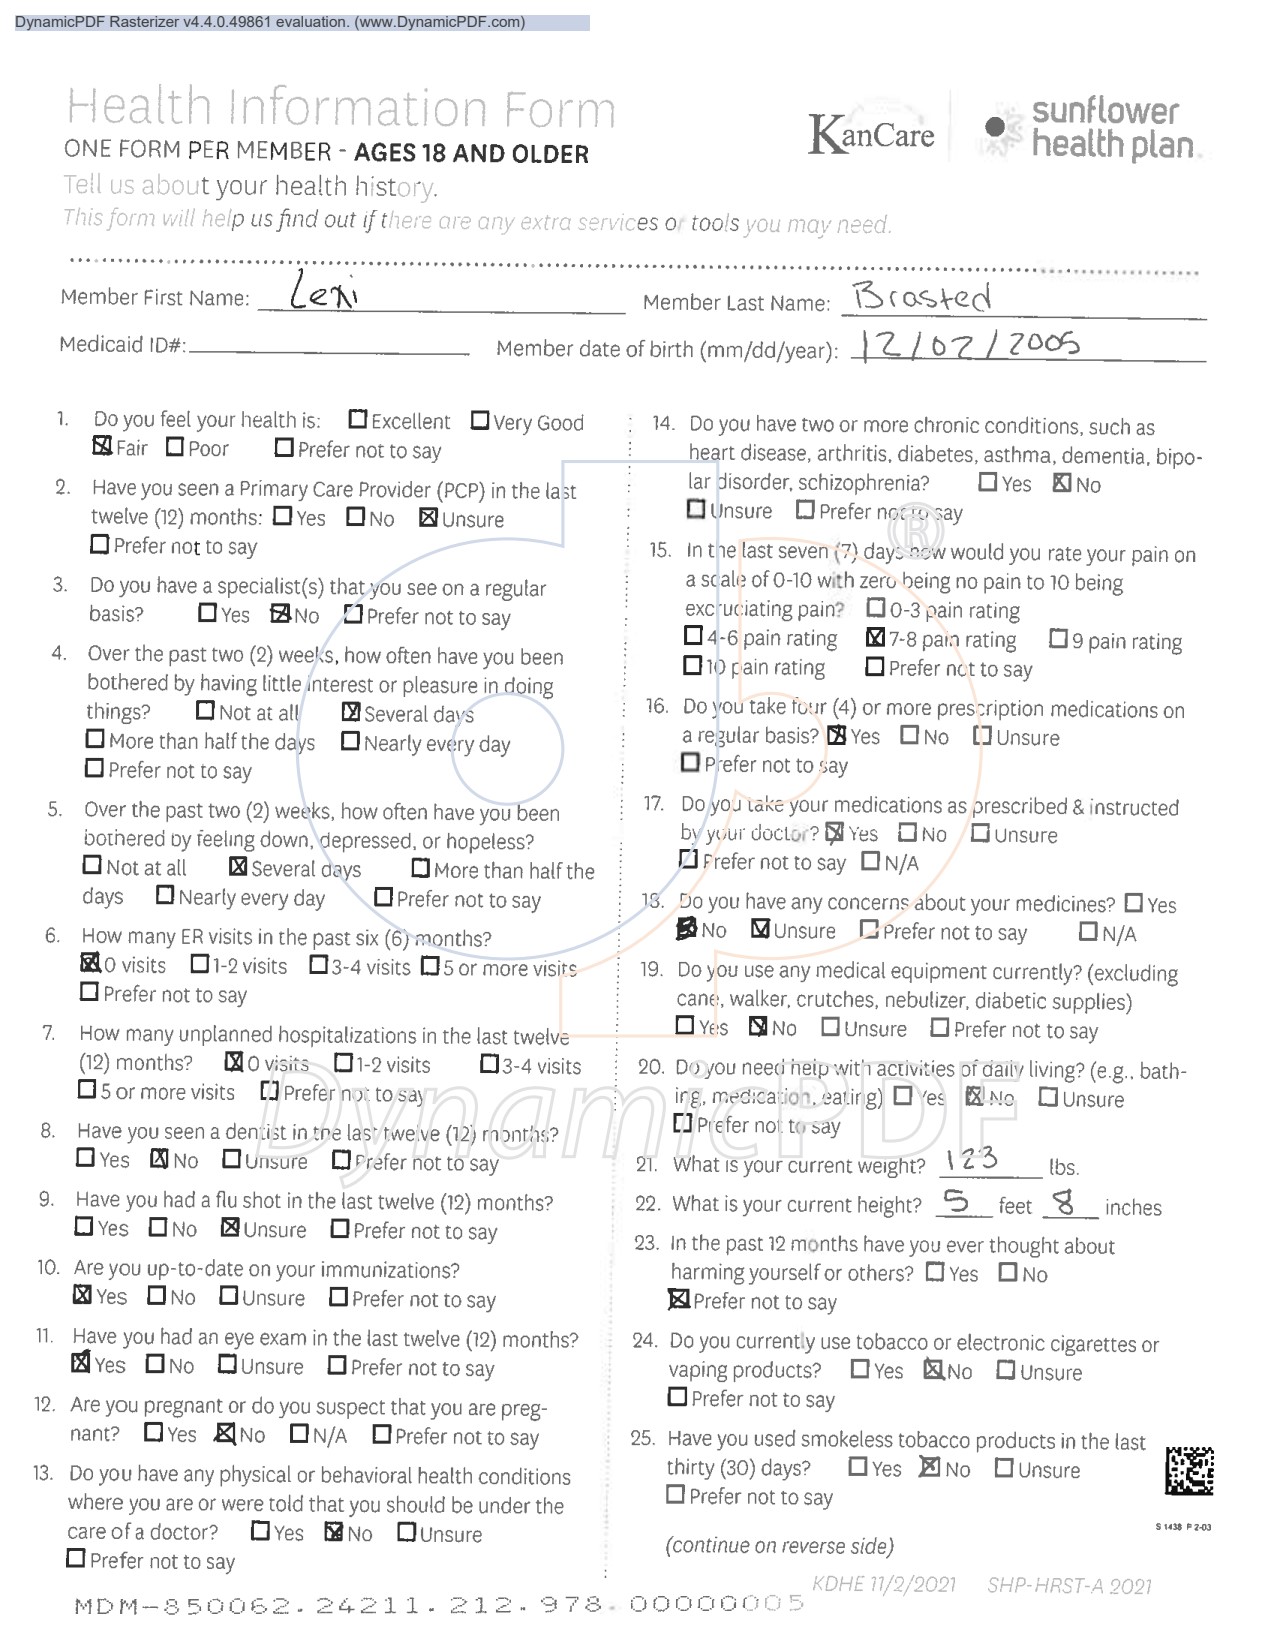 DynamicPDF Rasterizer v4.4.0.49861 evaluation. (www.DynamicPDF.com)
Health Information Form
ONE FORM PER MEMBER - AGES 18 AND OLDER
Tell us about your health history.
This form will help us find out if there are any extra services or tools you may need.
KanCare
sunflower
health plan.
Member First Name: Lexi
Member Last Name: Brasted
Medicaid ID#:
Member date of birth (mm/dd/year): 12/02/2005
1. Do you feel your health is: ☐ Excellent ☐ Very Good
☒ Fair ☐ Poor ☐ Prefer not to say
2. Have you seen a Primary Care Provider (PCP) in the last
twelve (12) months: ☐ Yes ☐ No ☒ Unsure
☐ Prefer not to say
3. Do you have a specialist(s) that you see on a regular
basis? ☐ Yes ☒ No ☐ Prefer not to say
4. Over the past two (2) weeks, how often have you been
bothered by having little interest or pleasure in doing
things? ☐ Not at all ☒ Several days
☐ More than half the days ☐ Nearly every day
☐ Prefer not to say
5. Over the past two (2) weeks, how often have you been
bothered by feeling down, depressed, or hopeless?
☐ Not at all ☒ Several days ☐ More than half the
days ☐ Nearly every day ☐ Prefer not to say
6. How many ER visits in the past six (6) months?
☒ 0 visits ☐ 1-2 visits ☐ 3-4 visits ☐ 5 or more visits
☐ Prefer not to say
7. How many unplanned hospitalizations in the last twelve
(12) months? ☒ 0 visits ☐ 1-2 visits ☐ 3-4 visits
☐ 5 or more visits ☐ Prefer not to say
8. Have you seen a dentist in the last twelve (12) months?
☐ Yes ☒ No ☐ Unsure ☐ Prefer not to say
9. Have you had a flu shot in the last twelve (12) months?
☐ Yes ☐ No ☒ Unsure ☐ Prefer not to say
10. Are you up-to-date on your immunizations?
☒ Yes ☐ No ☐ Unsure ☐ Prefer not to say
11. Have you had an eye exam in the last twelve (12) months?
☒ Yes ☐ No ☐ Unsure ☐ Prefer not to say
12. Are you pregnant or do you suspect that you are preg-
nant? ☐ Yes ☒ No ☐ N/A ☐ Prefer not to say
13. Do you have any physical or behavioral health conditions
where you are or were told that you should be under the
care of a doctor? ☐ Yes ☒ No ☐ Unsure
☐ Prefer not to say
14. Do you have two or more chronic conditions, such as
heart disease, arthritis, diabetes, asthma, dementia, bipo-
lar disorder, schizophrenia? ☐ Yes ☒ No
☐ Unsure ☐ Prefer not to say
15. In the last seven (7) days how would you rate your pain on
a scale of 0-10 with zero being no pain to 10 being
excruciating pain? ☐ 0-3 pain rating
☐ 4-6 pain rating ☒ 7-8 pain rating ☐ 9 pain rating
☐ 10 pain rating ☐ Prefer not to say
16. Do you take four (4) or more prescription medications on
a regular basis? ☒ Yes ☐ No ☐ Unsure
☐ Prefer not to say
17. Do you take your medications as prescribed & instructed
by your doctor? ☒ Yes ☐ No ☐ Unsure
☐ Prefer not to say ☐ N/A
18. Do you have any concerns about your medicines? ☐ Yes
☒ No ☒ Unsure ☐ Prefer not to say ☐ N/A
19. Do you use any medical equipment currently? (excluding
cane, walker, crutches, nebulizer, diabetic supplies)
☐ Yes ☒ No ☐ Unsure ☐ Prefer not to say
20. Do you need help with activities of daily living? (e.g., bath-
ing, medication, eating) ☐ Yes ☒ No ☐ Unsure
☐ Prefer not to say
21. What is your current weight? 123 lbs.
22. What is your current height? 5 feet 8 inches
23. In the past 12 months have you ever thought about
harming yourself or others? ☐ Yes ☐ No
☒ Prefer not to say
24. Do you currently use tobacco or electronic cigarettes or
vaping products? ☐ Yes ☒ No ☐ Unsure
☐ Prefer not to say
25. Have you used smokeless tobacco products in the last
thirty (30) days? ☐ Yes ☒ No ☐ Unsure
☐ Prefer not to say
S 1438 P 2-03
(continue on reverse side)
KDHE 11/2/2021 SHP-HRST-A 2021
MDM-850062.24211.212.978.00000005
DynamicPDF
®